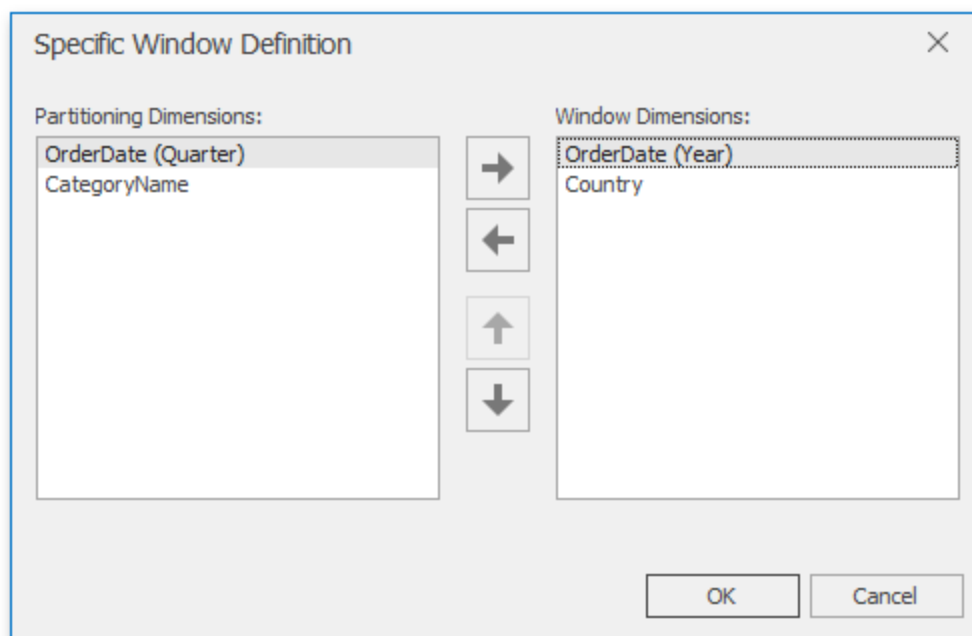 Specific Window Definition
Partitioning Dimensions:
OrderDate (Quarter)
CategoryName
Window Dimensions:
OrderDate (Year)
Country
OK
Cancel